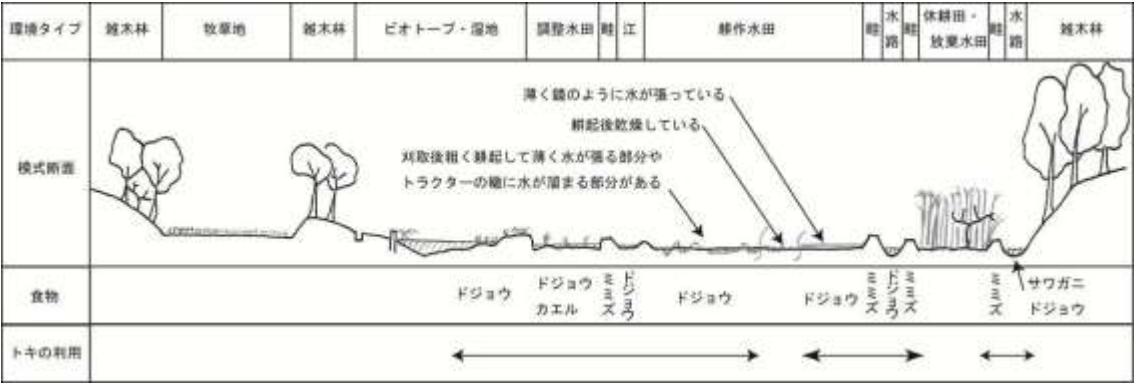 環境タイプ
雑木林
牧草地
雑木林
ビオトープ・湿地
調整水田
畦
江
耕作水田
畦
水路
畦
休耕田・
放棄水田
畦
水路
雑木林
模式断面
薄く鏡のように水が張っている
耕起後乾燥している
刈取後粗く耕起して薄く水が張る部分や
トラクターの轍に水が溜まる部分がある
食物
ドジョウ
ドジョウ
カエル
ミミズ
ドジョウ
ドジョウ
ドジョウ
ミミズ
ドジョウ
ミミズ
ミミズ
サワガニ
ドジョウ
トキの利用